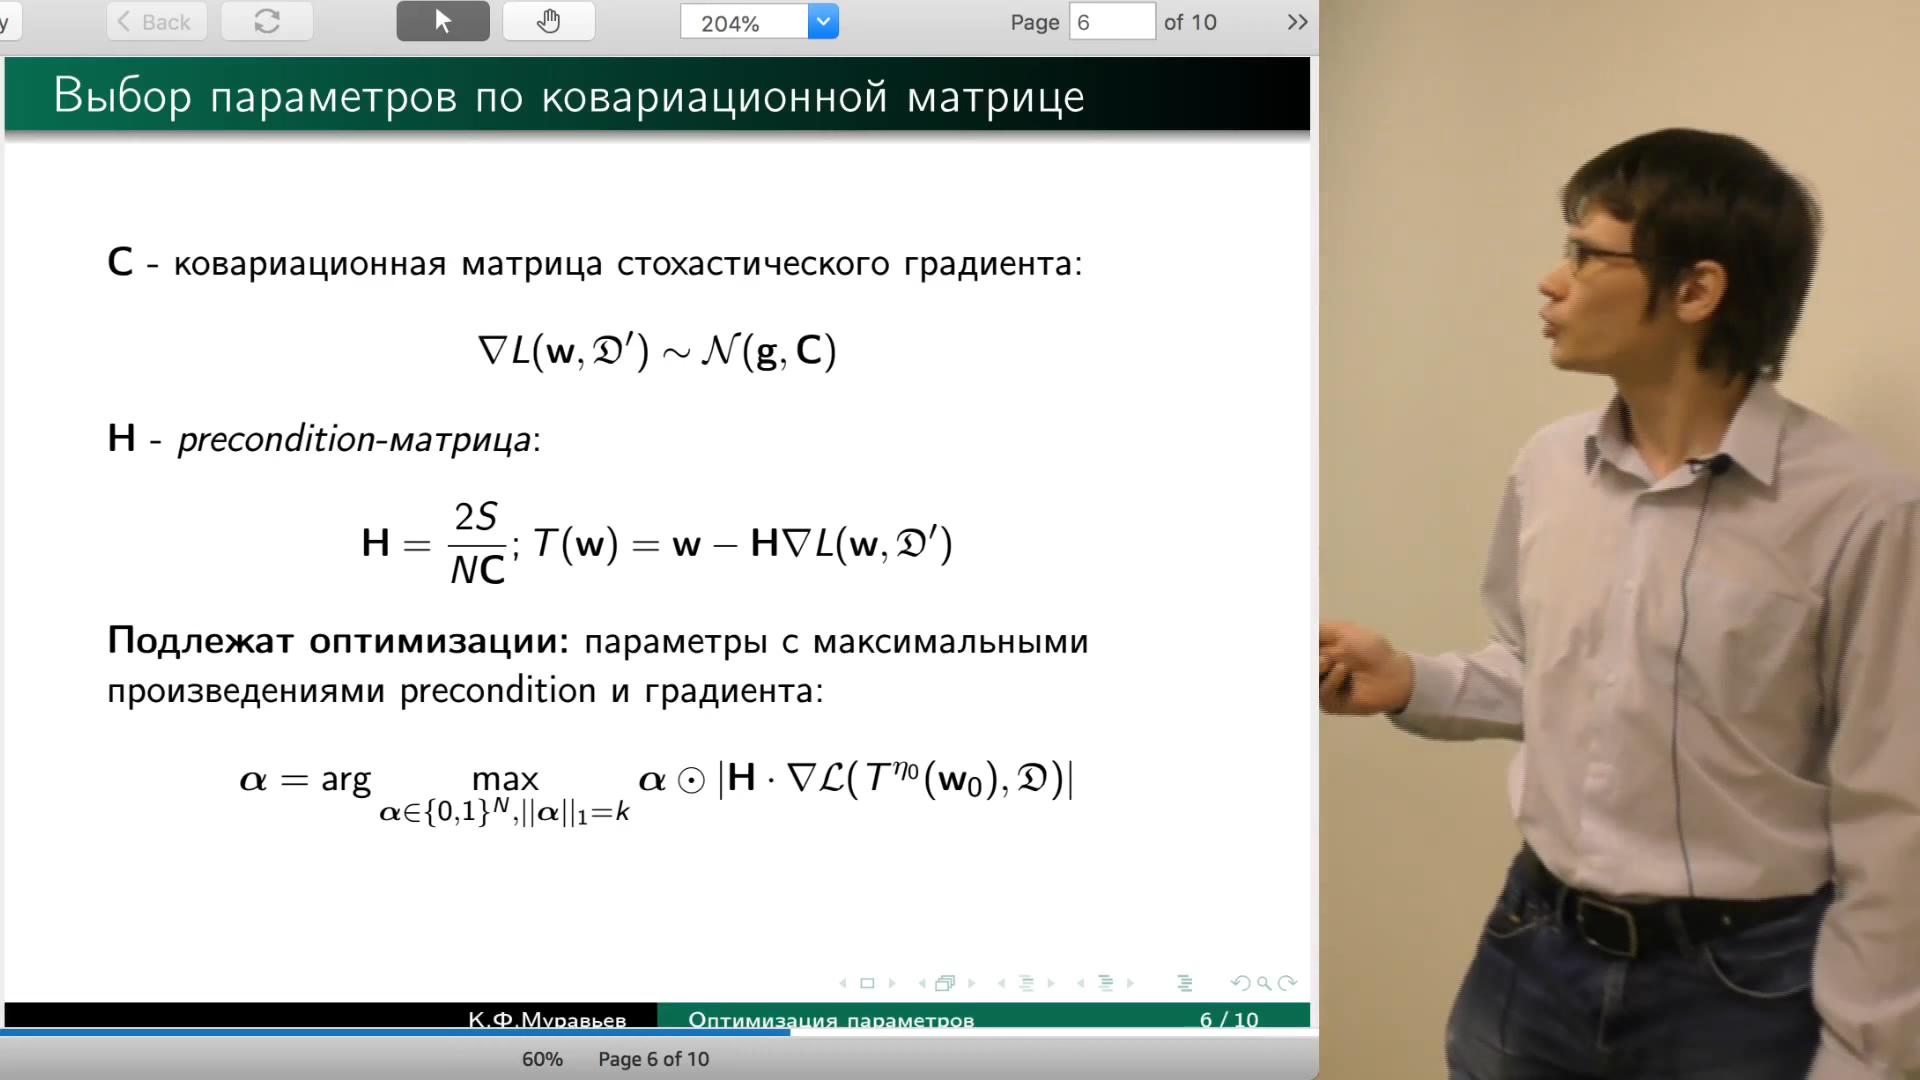 y
Back
204%
Page 6 of 10
Выбор параметров по ковариационной матрице
C - ковариационная матрица стохастического градиента:
∇L(w, 𝔇′) ∼ 𝒩(g, C)
H - precondition-матрица:
H = 2S / NC; T(w) = w − H∇L(w, 𝔇′)
Подлежат оптимизации: параметры с максимальными
произведениями precondition и градиента:
α = arg max α ⊙ |H · ∇ℒ(T^η₀(w₀), 𝔇)|
α∈{0,1}^N,||α||₁=k
К.Ф.Муравьев Оптимизация параметров 6 / 10
60% Page 6 of 10